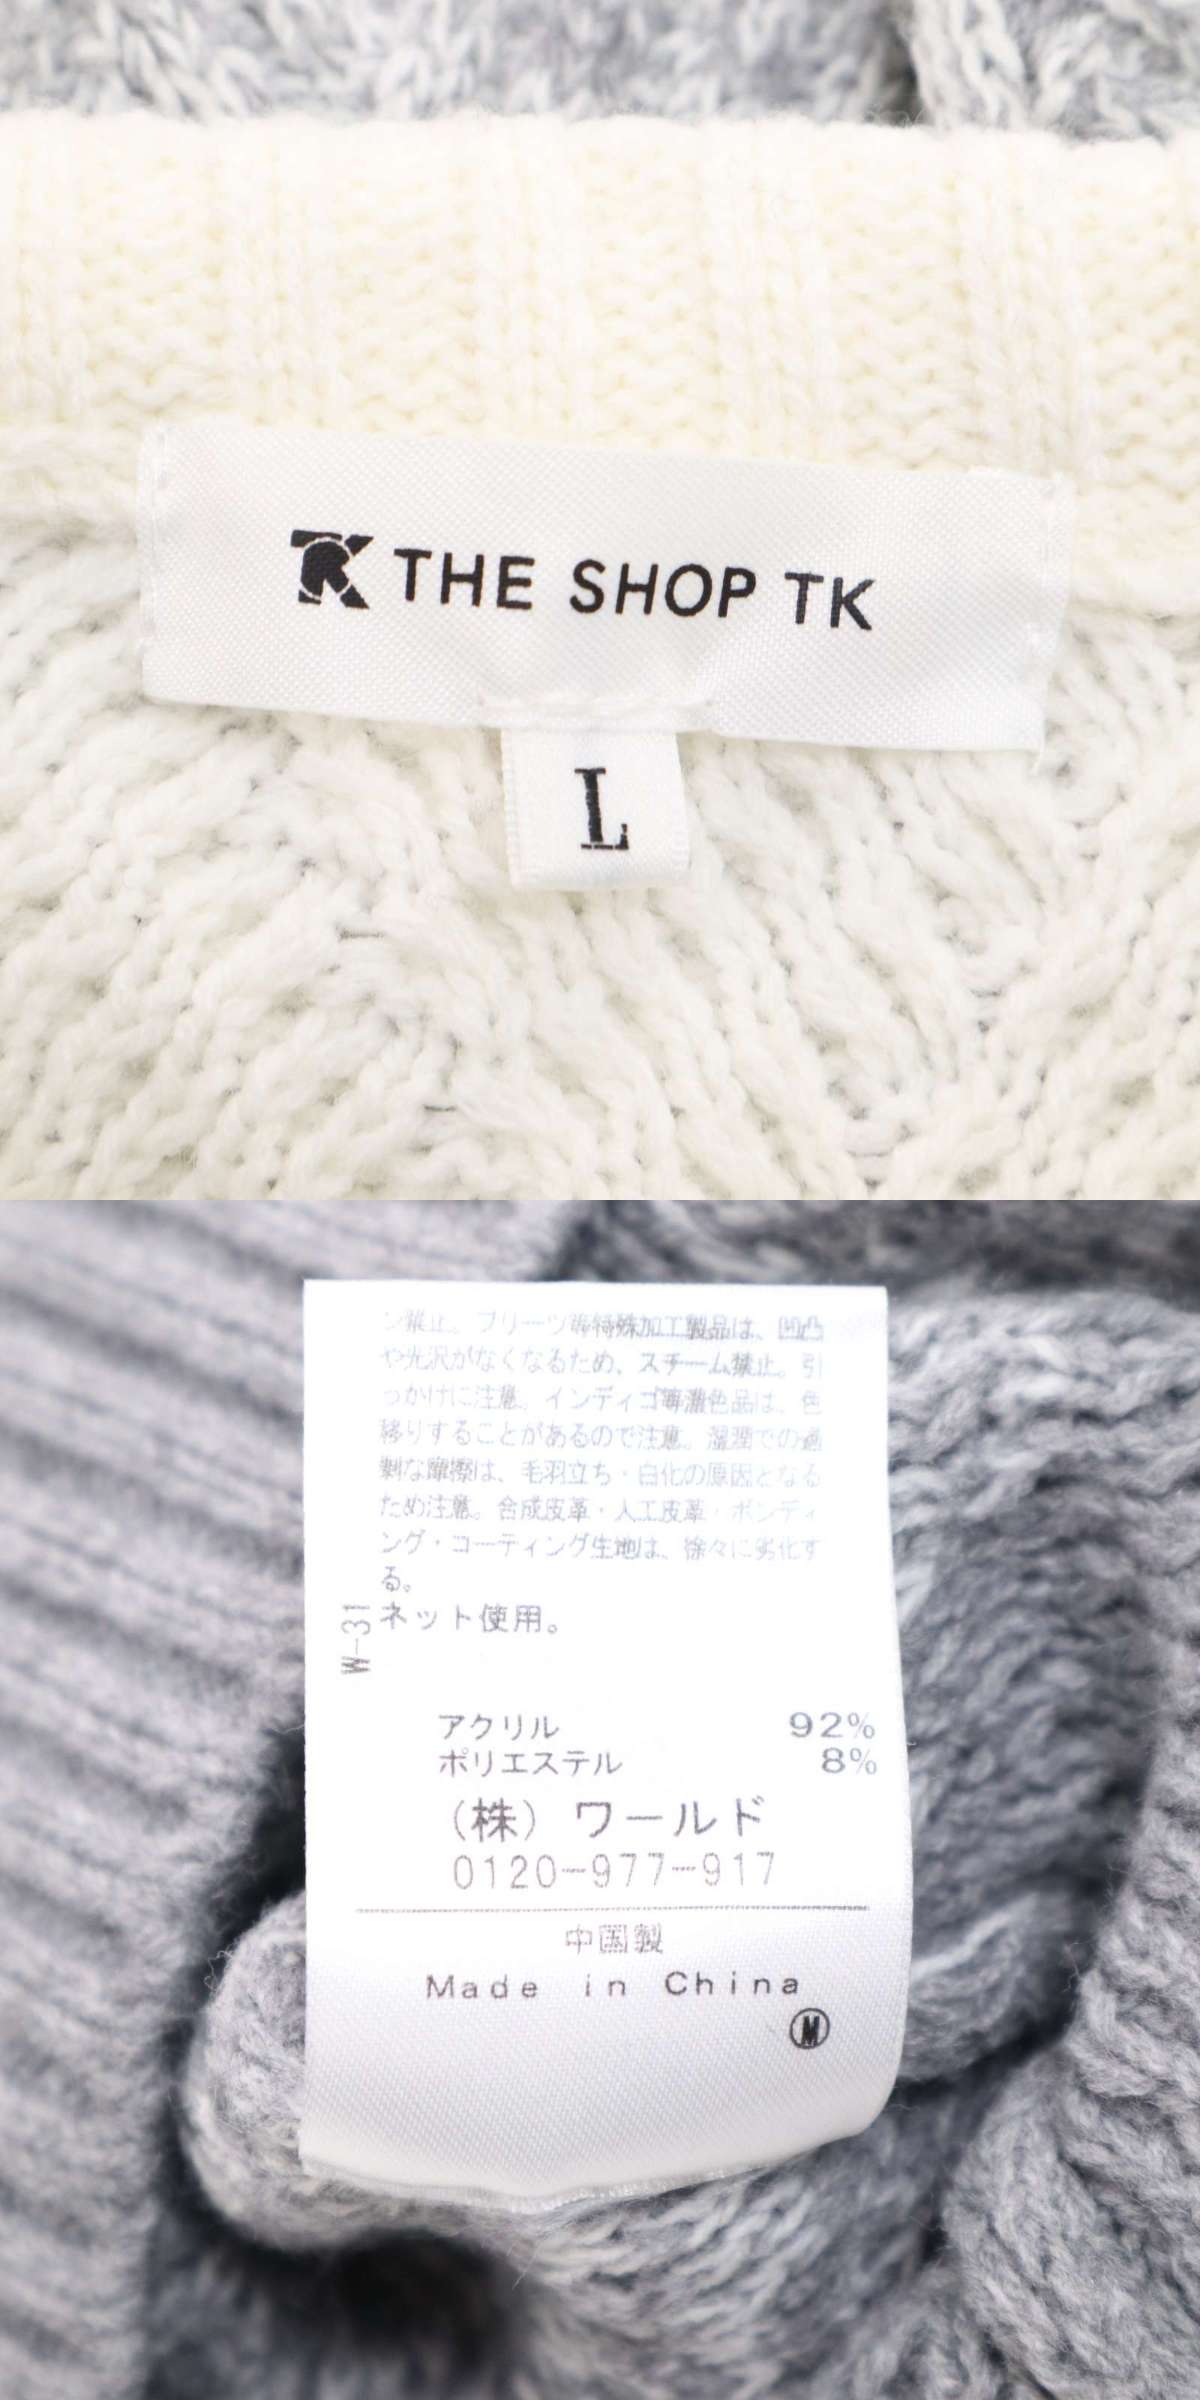 THE SHOP TK
L
ン禁止。プリーツ等特殊加工製品は、凹凸
や光沢がなくなるため、スチーム禁止。引
っかけに注意。インディゴ等濃色品は、色
移りすることがあるので注意。湿潤での過
剰な摩擦は、毛羽立ち・白化の原因となる
ため注意。合成皮革・人工皮革・ボンディ
ング・コーティング生地は、徐々に劣化す
る。
ネット使用。
W-31
アクリル 92%
ポリエステル 8%
(株) ワールド
0120-977-917
中国製
Made in China
M